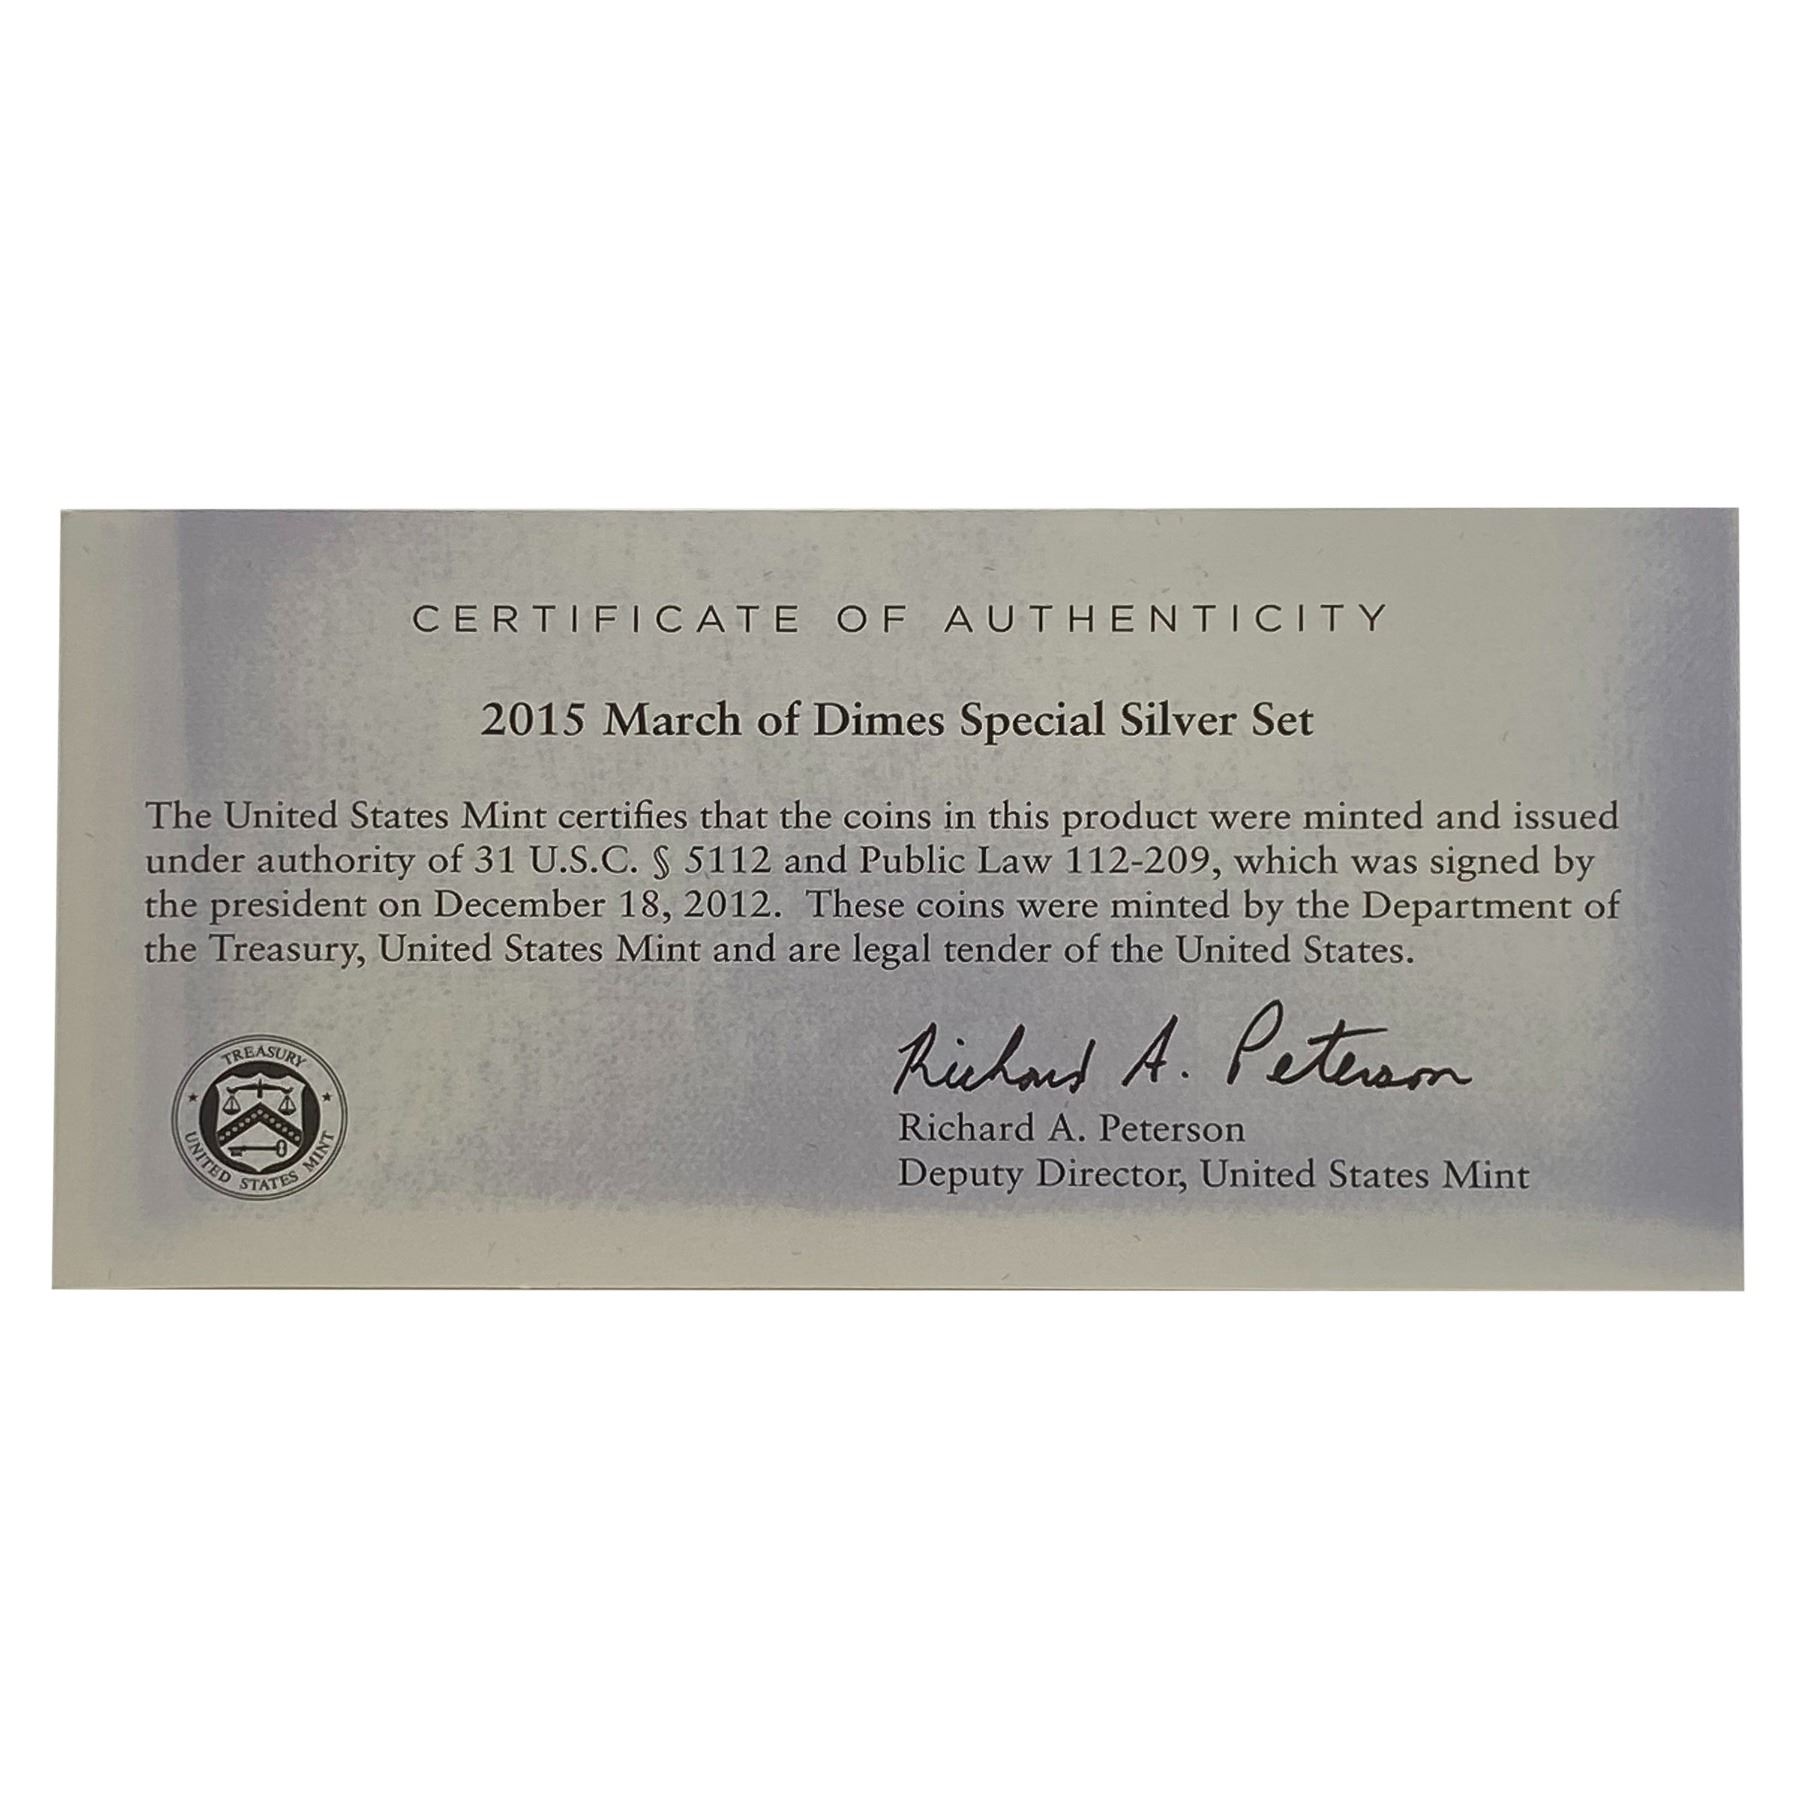 CERTIFICATE OF AUTHENTICITY
2015 March of Dimes Special Silver Set
The United States Mint certifies that the coins in this product were minted and issued
under authority of 31 U.S.C. § 5112 and Public Law 112-209, which was signed by
the president on December 18, 2012.  These coins were minted by the Department of
the Treasury, United States Mint and are legal tender of the United States.
TREASURY
UNITED STATES MINT
Richard A. Peterson
Richard A. Peterson
Deputy Director, United States Mint